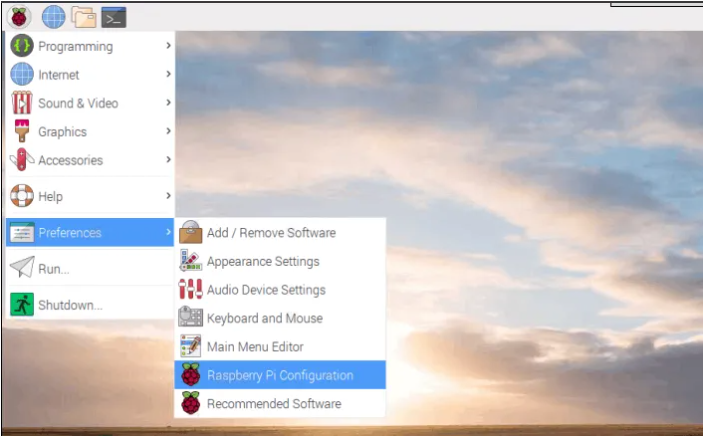 Programming
Internet
Sound & Video
Graphics
Accessories
Help
Preferences
Run...
Shutdown...
Add / Remove Software
Appearance Settings
Audio Device Settings
Keyboard and Mouse
Main Menu Editor
Raspberry Pi Configuration
Recommended Software